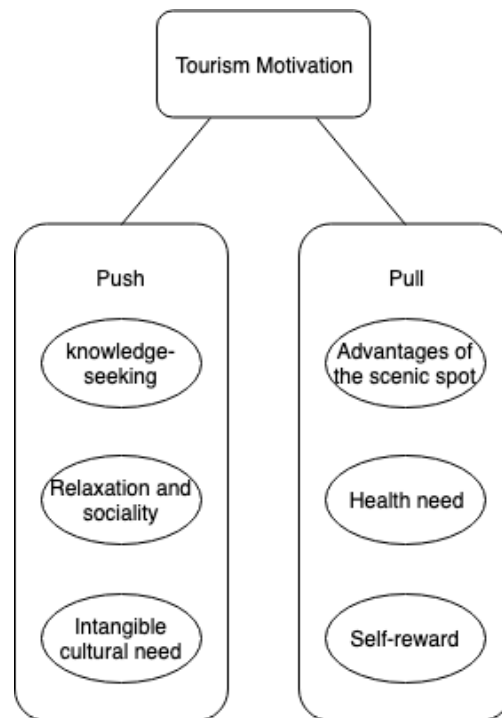 Tourism Motivation
Push
knowledge-
seeking
Relaxation and
sociality
Intangible
cultural need
Pull
Advantages of
the scenic spot
Health need
Self-reward